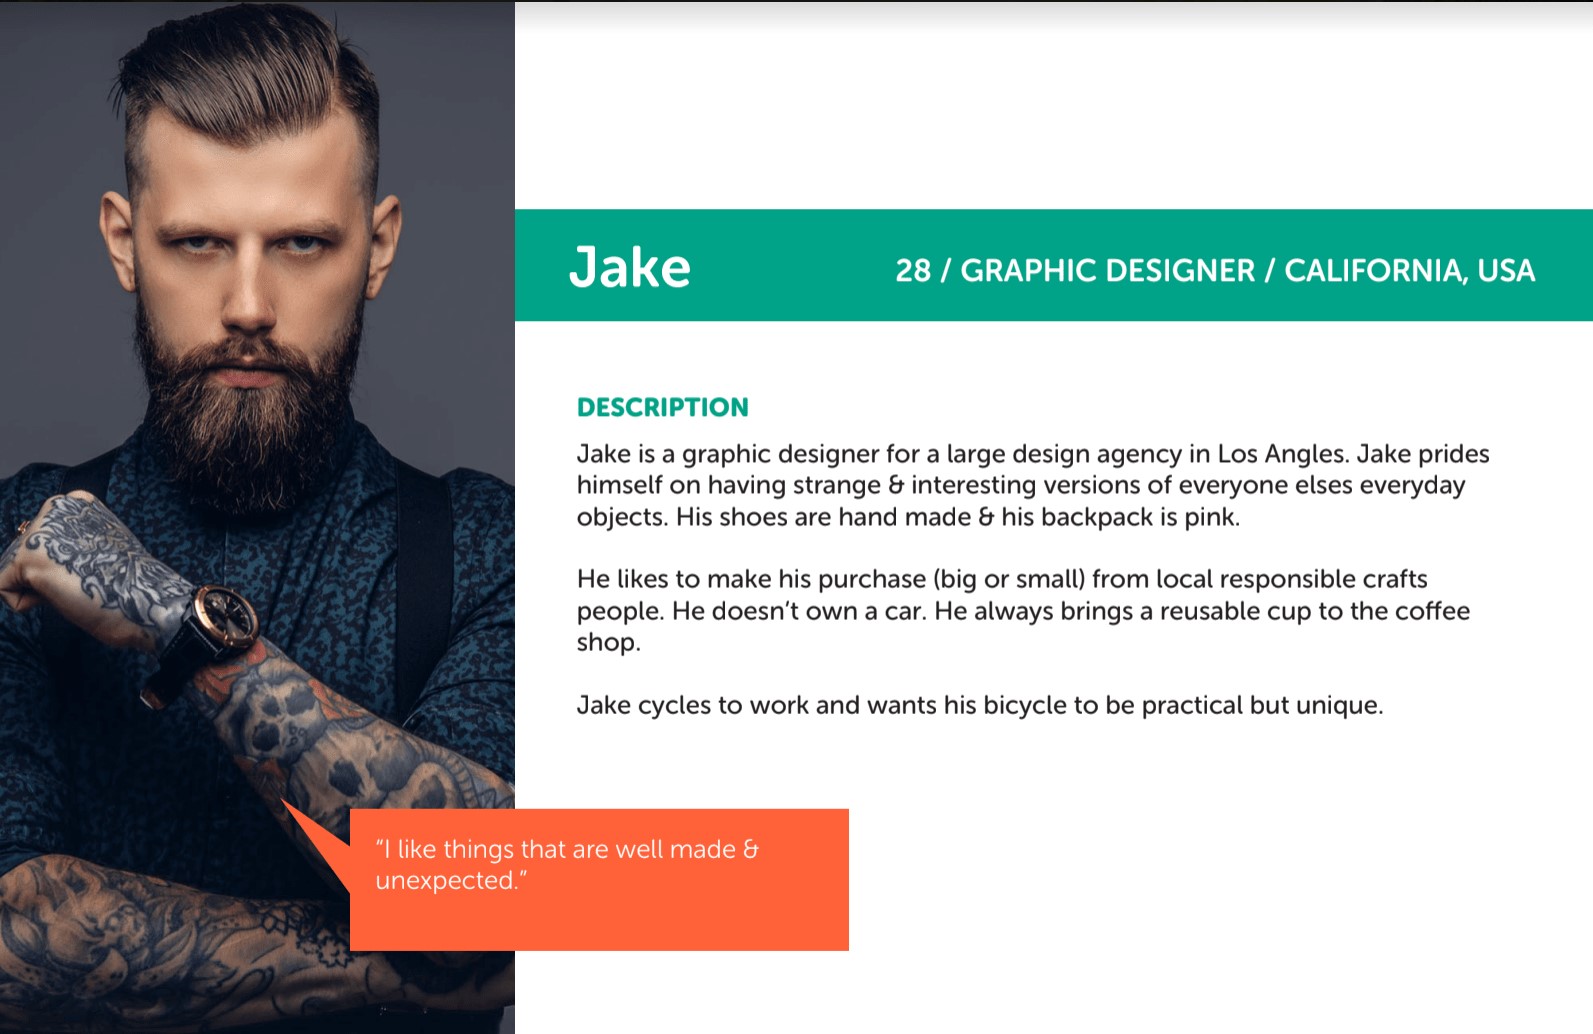 Jake
28 / GRAPHIC DESIGNER / CALIFORNIA, USA
DESCRIPTION
Jake is a graphic designer for a large design agency in Los Angles. Jake prides
himself on having strange & interesting versions of everyone elses everyday
objects. His shoes are hand made & his backpack is pink.
He likes to make his purchase (big or small) from local responsible crafts
people. He doesn’t own a car. He always brings a reusable cup to the coffee
shop.
Jake cycles to work and wants his bicycle to be practical but unique.
“I like things that are well made &
unexpected.”